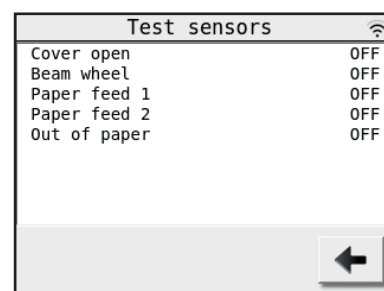 Test sensors
Cover open OFF
Beam wheel OFF
Paper feed 1 OFF
Paper feed 2 OFF
Out of paper OFF